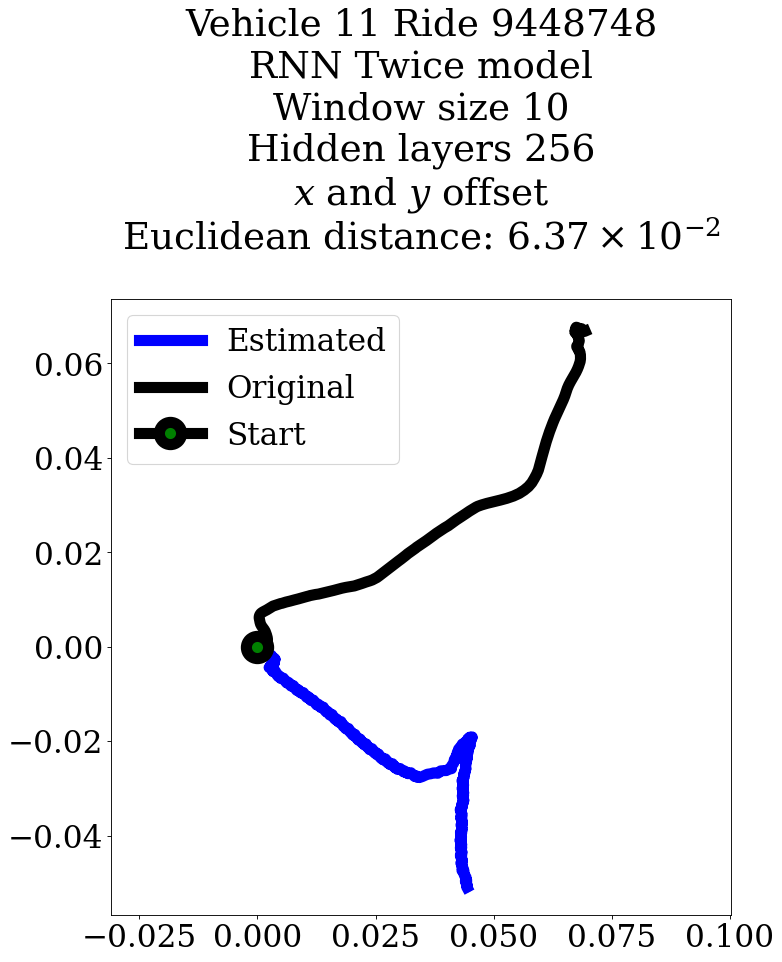 Vehicle 11 Ride 9448748
RNN Twice model
Window size 10
Hidden layers 256
x and y offset
Euclidean distance: 6.37 × 10⁻²
Estimated
Original
Start
0.06
0.04
0.02
0.00
−0.02
−0.04
−0.025 0.000 0.025 0.050 0.075 0.100